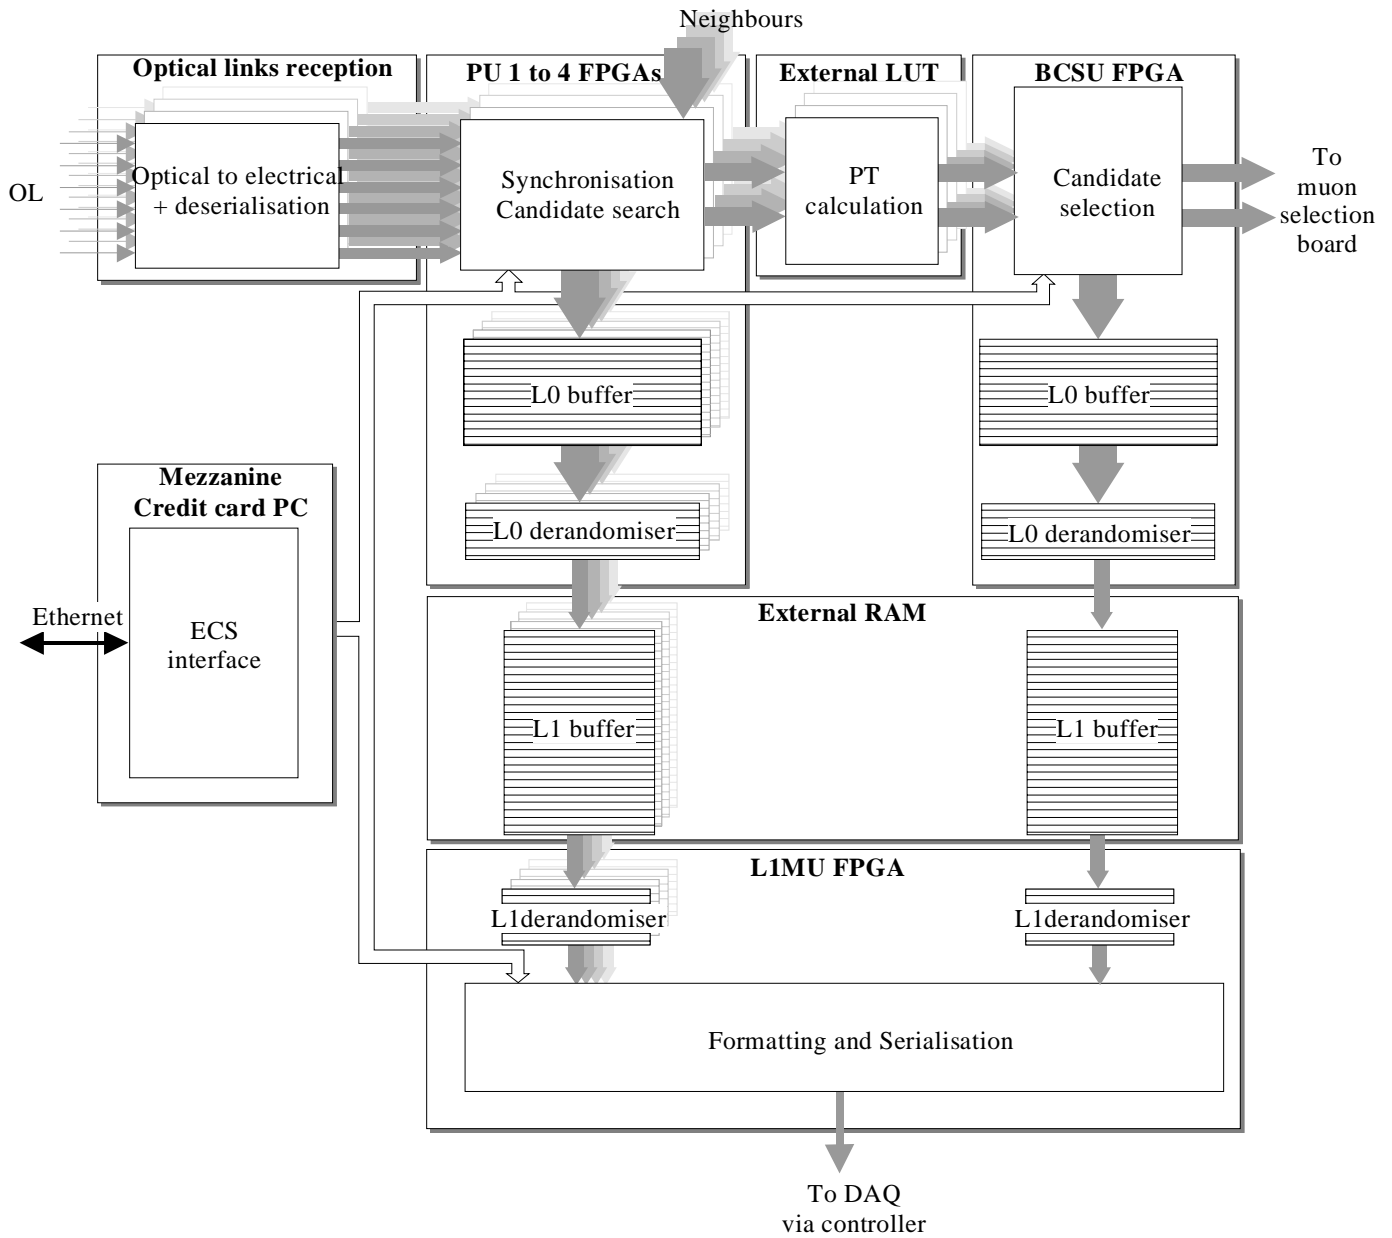 Neighbours
Optical links reception
PU 1 to 4 FPGAs
External LUT
BCSU FPGA
OL
Optical to electrical
+ deserialisation
Synchronisation
Candidate search
PT
calculation
Candidate
selection
To
muon
selection
board
L0 buffer
L0 buffer
Mezzanine
Credit card PC
L0 derandomiser
L0 derandomiser
Ethernet
ECS
interface
External RAM
L1 buffer
L1 buffer
L1MU FPGA
L1derandomiser
L1derandomiser
Formatting and Serialisation
To DAQ
via controller